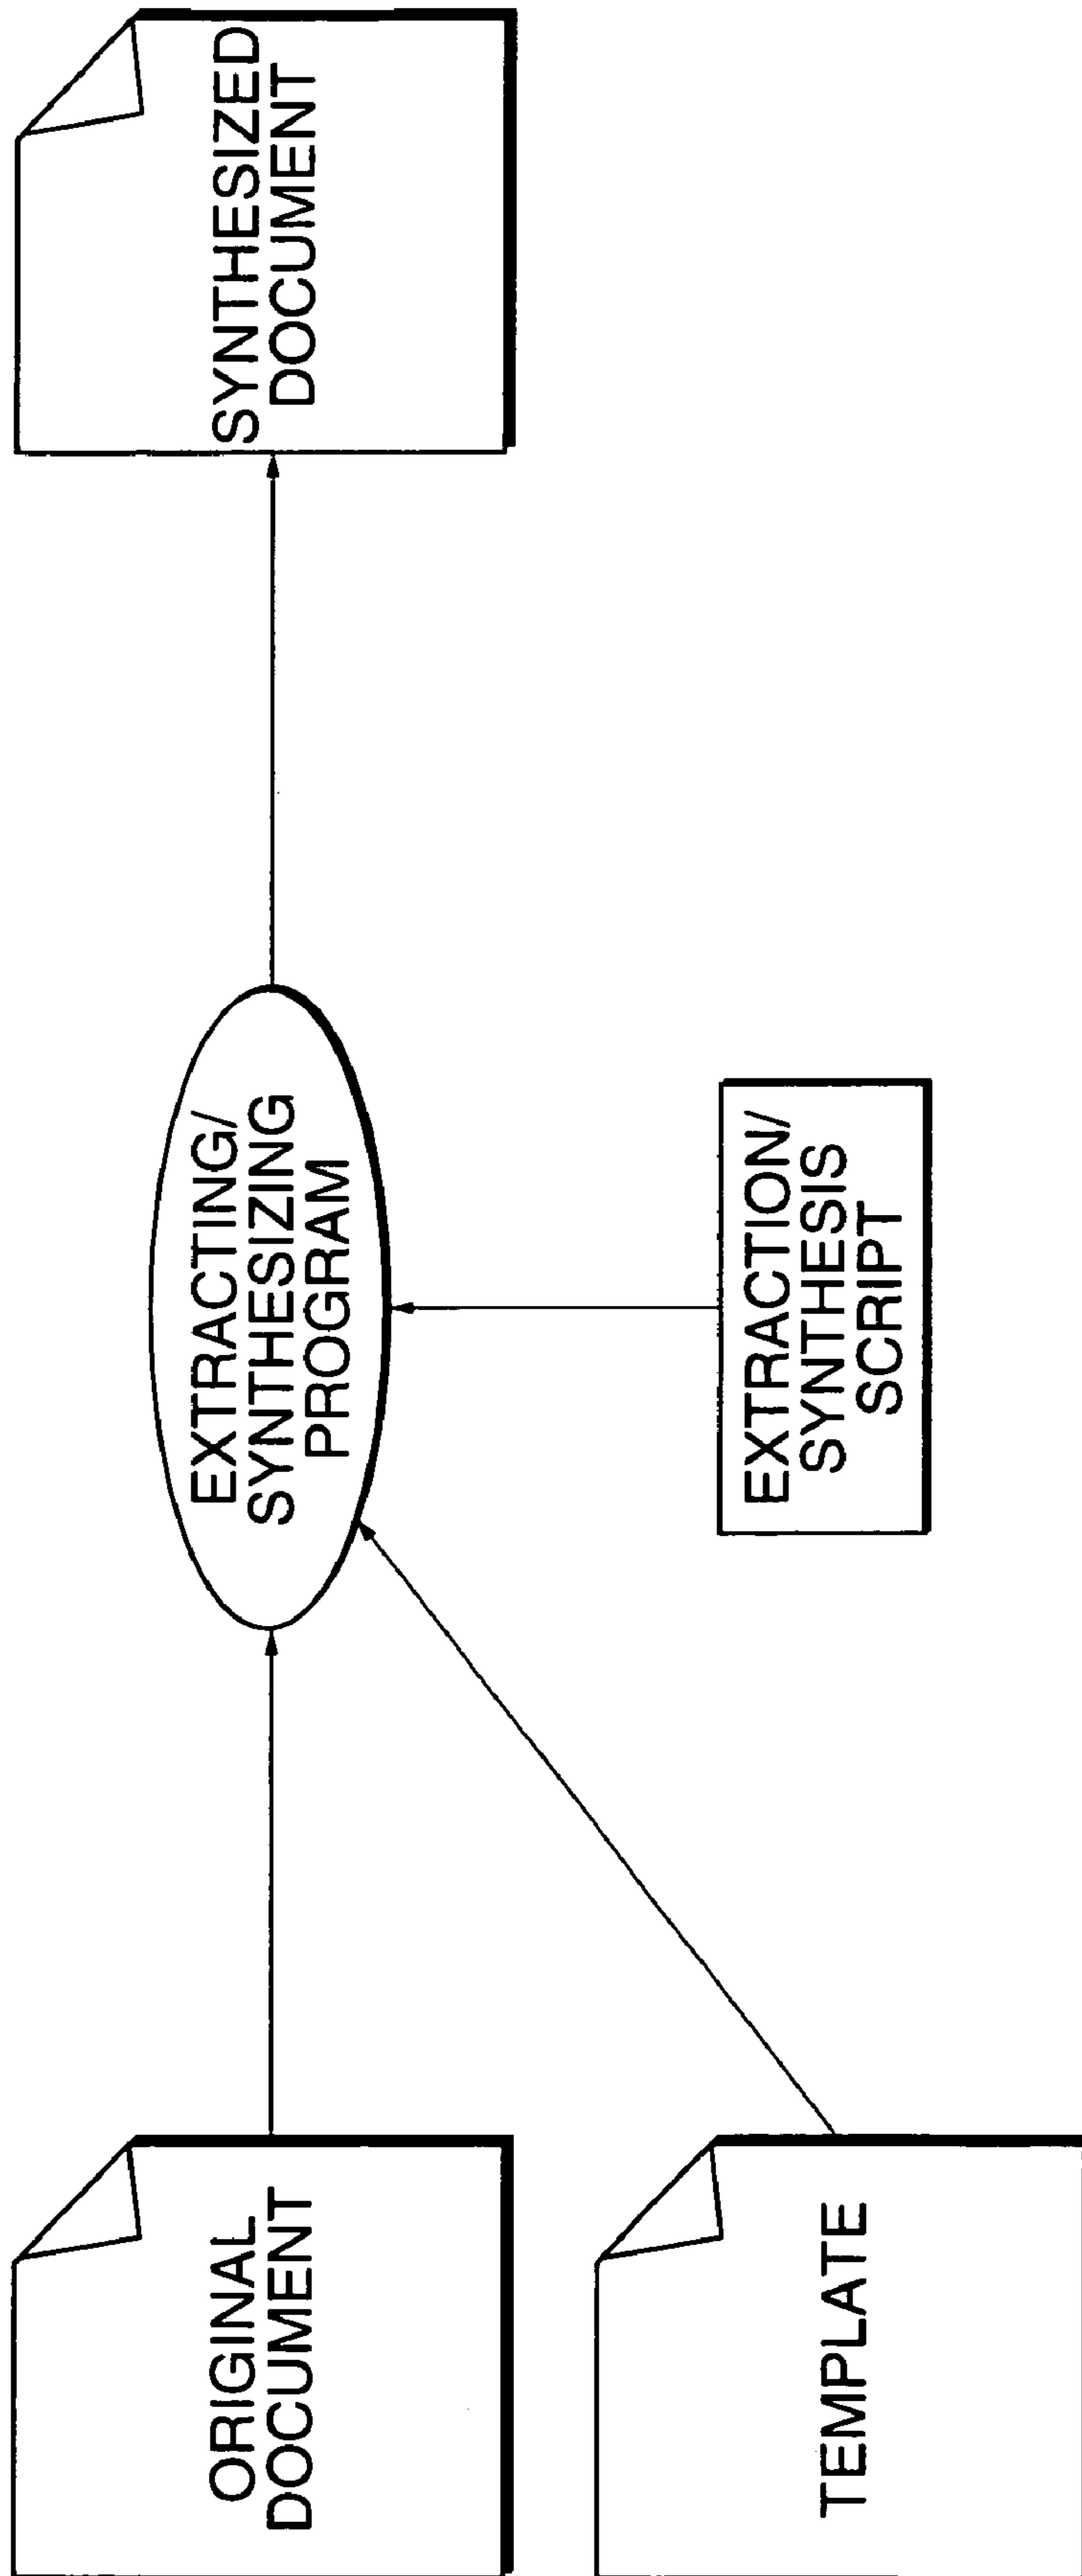 ORIGINAL
DOCUMENT
TEMPLATE
EXTRACTING/
SYNTHESIZING
PROGRAM
EXTRACTION/
SYNTHESIS
SCRIPT
SYNTHESIZED
DOCUMENT